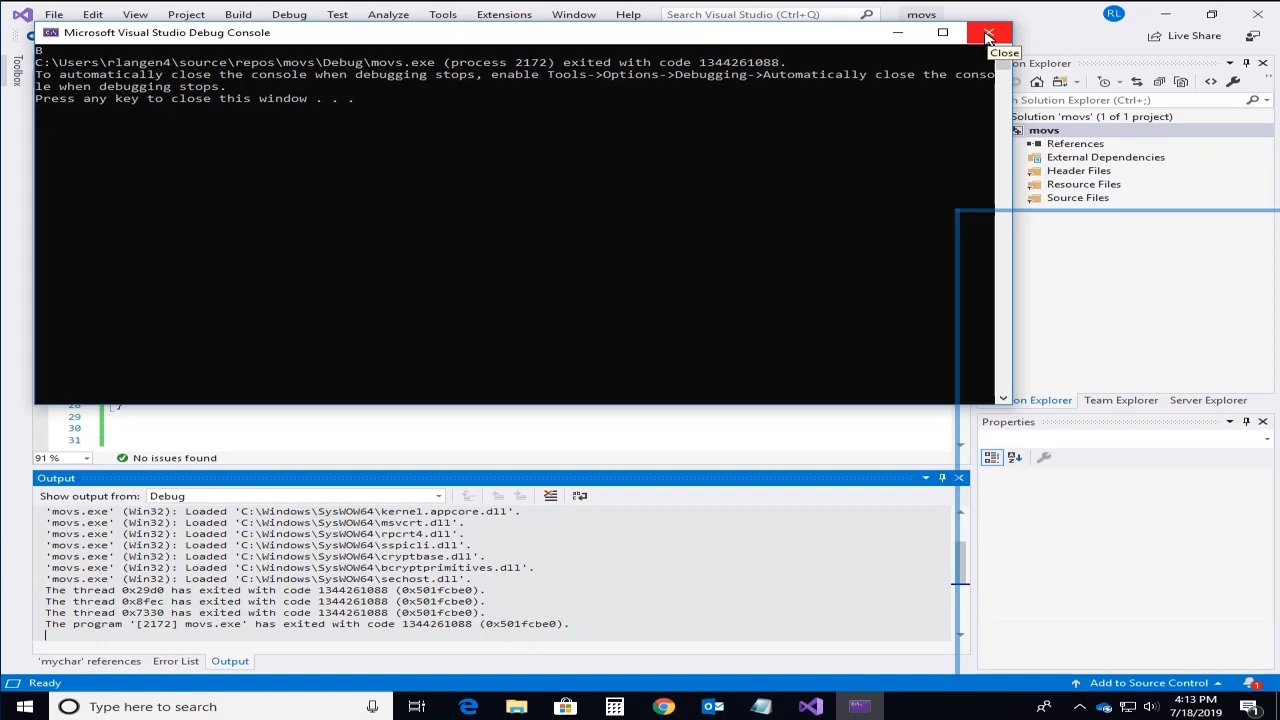 File Edit View Project Build Debug Test Analyze Tools Extensions Window Help Search Visual Studio (Ctrl+Q) movs RL
Microsoft Visual Studio Debug Console
Live Share
Close
Toolbox
B
C:\Users\rlangen4\source\repos\movs\Debug\movs.exe (process 2172) exited with code 1344261088.
To automatically close the console when debugging stops, enable Tools->Options->Debugging->Automatically close the conso
le when debugging stops.
Press any key to close this window . . .
on Explorer
h Solution Explorer (Ctrl+;)
Solution 'movs' (1 of 1 project)
movs
References
External Dependencies
Header Files
Resource Files
Source Files
on Explorer Team Explorer Server Explorer
Properties
28 }
29
30
31
91 % No issues found
Output
Show output from: Debug
'movs.exe' (Win32): Loaded 'C:\Windows\SysWOW64\kernel.appcore.dll'.
'movs.exe' (Win32): Loaded 'C:\Windows\SysWOW64\msvcrt.dll'.
'movs.exe' (Win32): Loaded 'C:\Windows\SysWOW64\rpcrt4.dll'.
'movs.exe' (Win32): Loaded 'C:\Windows\SysWOW64\sspicli.dll'.
'movs.exe' (Win32): Loaded 'C:\Windows\SysWOW64\cryptbase.dll'.
'movs.exe' (Win32): Loaded 'C:\Windows\SysWOW64\bcryptprimitives.dll'.
'movs.exe' (Win32): Loaded 'C:\Windows\SysWOW64\sechost.dll'.
The thread 0x29d0 has exited with code 1344261088 (0x501fcbe0).
The thread 0x8fec has exited with code 1344261088 (0x501fcbe0).
The thread 0x7330 has exited with code 1344261088 (0x501fcbe0).
The program '[2172] movs.exe' has exited with code 1344261088 (0x501fcbe0).
'mychar' references Error List Output
Ready Add to Source Control 1
Type here to search
4:13 PM
7/18/2019
1